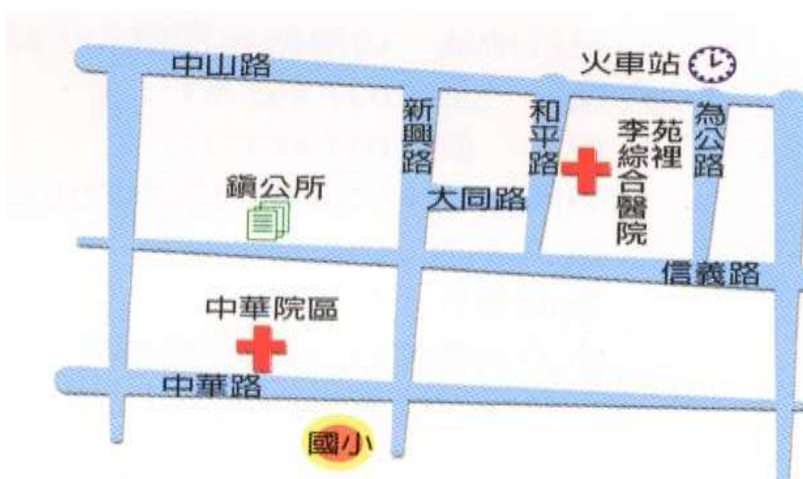 中山路
火車站
新興路
和平路
為公路
苑裡
李綜合醫院
大同路
鎮公所
信義路
中華院區
中華路
國小